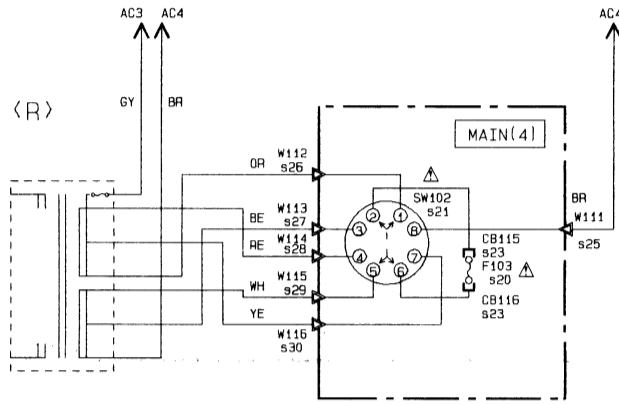 AC3 AC4
AC4
〈R〉
GY BR
MAIN(4)
OR W112
s26
SW102
s21
2 1
BR
W111
s25
BE W113
s27
3 8
RE W114
s28
CB115
s23
F103
s20
4 7
WH W115
s29
5 6
CB116
s23
YE
W116
s30